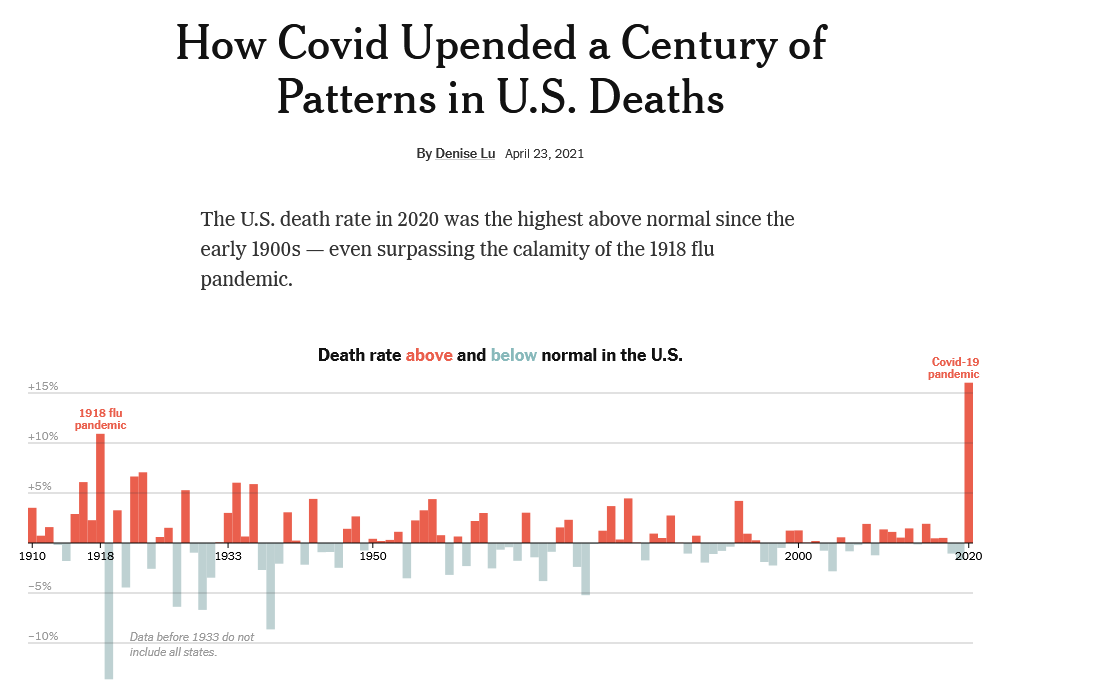 How Covid Upended a Century of
Patterns in U.S. Deaths
By Denise Lu April 23, 2021
The U.S. death rate in 2020 was the highest above normal since the
early 1900s — even surpassing the calamity of the 1918 flu
pandemic.
Death rate above and below normal in the U.S.
Covid-19
pandemic
+15%
1918 flu
pandemic
+10%
+5%
1910 1918 1933 1950 2000 2020
−5%
−10%
Data before 1933 do not
include all states.